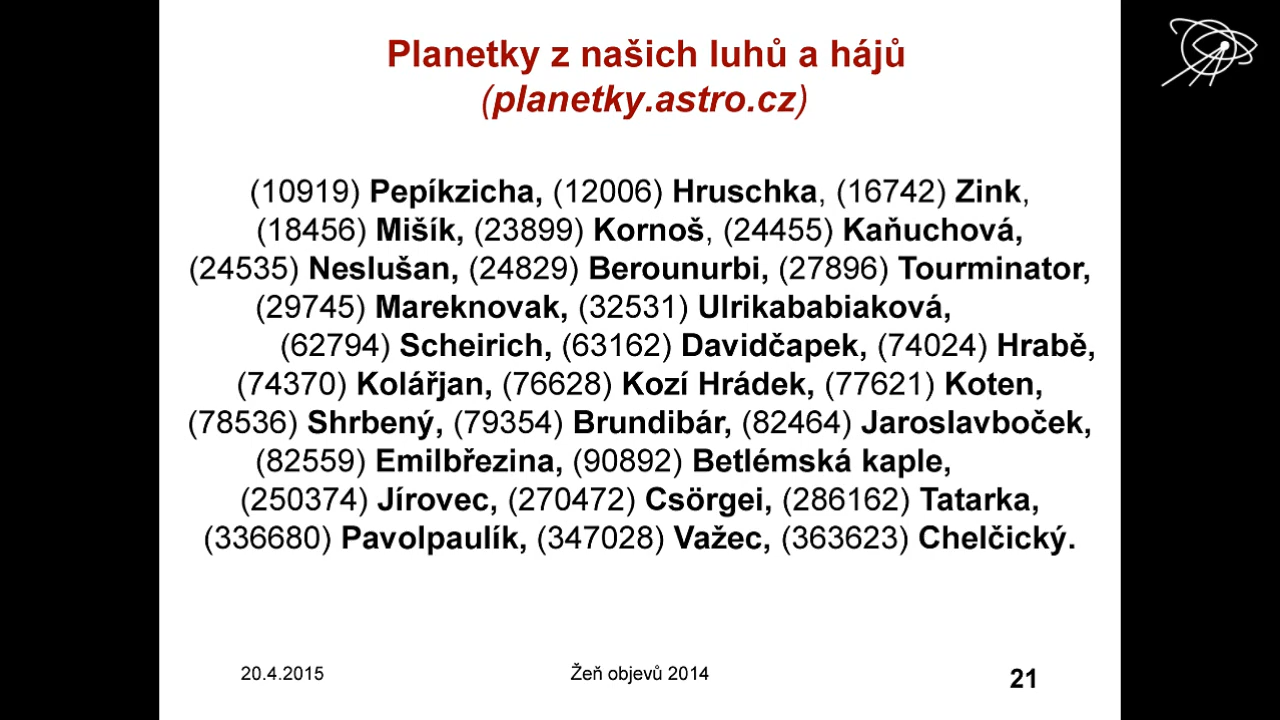 Planetky z našich luhů a hájů
(planetky.astro.cz)
(10919) Pepíkzicha, (12006) Hruschka, (16742) Zink,
(18456) Mišík, (23899) Kornoš, (24455) Kaňuchová,
(24535) Neslušan, (24829) Berounurbi, (27896) Tourminator,
(29745) Mareknovak, (32531) Ulrikababiaková,
(62794) Scheirich, (63162) Davidčapek, (74024) Hrabě,
(74370) Kolářjan, (76628) Kozí Hrádek, (77621) Koten,
(78536) Shrbený, (79354) Brundibár, (82464) Jaroslavboček,
(82559) Emilbřezina, (90892) Betlémská kaple,
(250374) Jírovec, (270472) Csörgei, (286162) Tatarka,
(336680) Pavolpaulík, (347028) Važec, (363623) Chelčický.
20.4.2015 Žeň objevů 2014 21